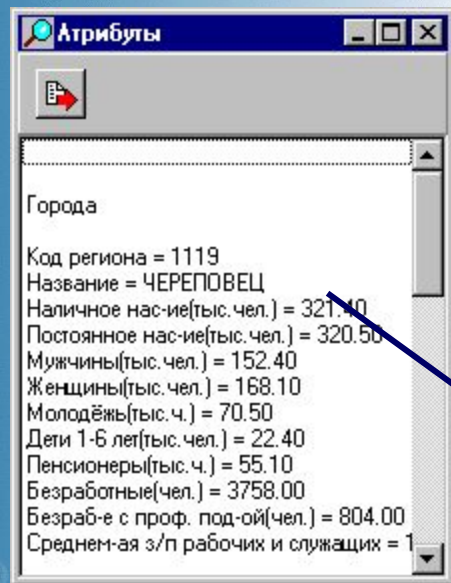 Атрибуты
Города
Код региона = 1119
Название = ЧЕРЕПОВЕЦ
Наличное нас-ие(тыс.чел.) = 321.40
Постоянное нас-ие(тыс.чел.) = 320.50
Мужчины(тыс.чел.) = 152.40
Женщины(тыс.чел.) = 168.10
Молодёжь(тыс.ч.) = 70.50
Дети 1-6 лет(тыс.чел.) = 22.40
Пенсионеры(тыс.ч.) = 55.10
Безработные(чел.) = 3758.00
Безраб-е с проф. под-ой(чел.) = 804.00
Среднем-ая з/п рабочих и служащих = 1